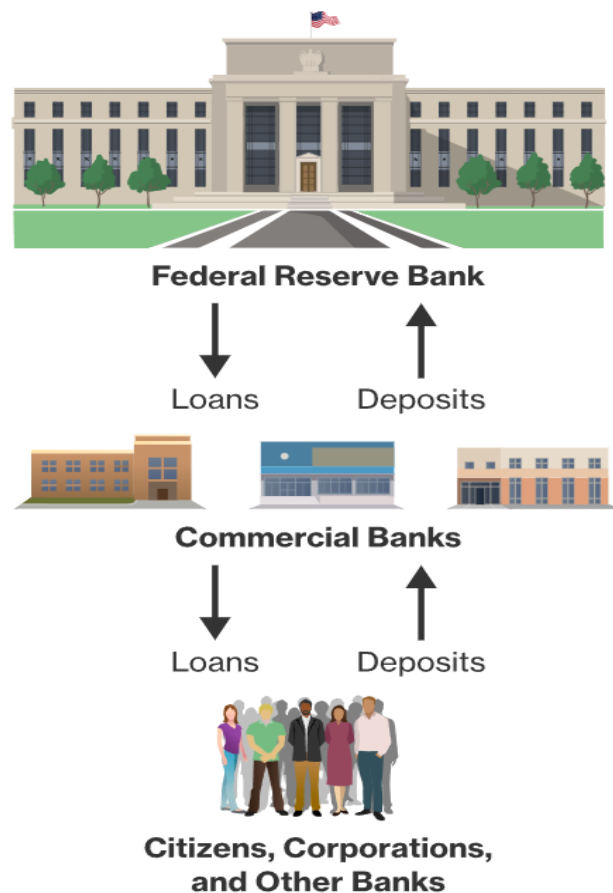 Federal Reserve Bank
Loans Deposits
Commercial Banks
Loans Deposits
Citizens, Corporations,
and Other Banks